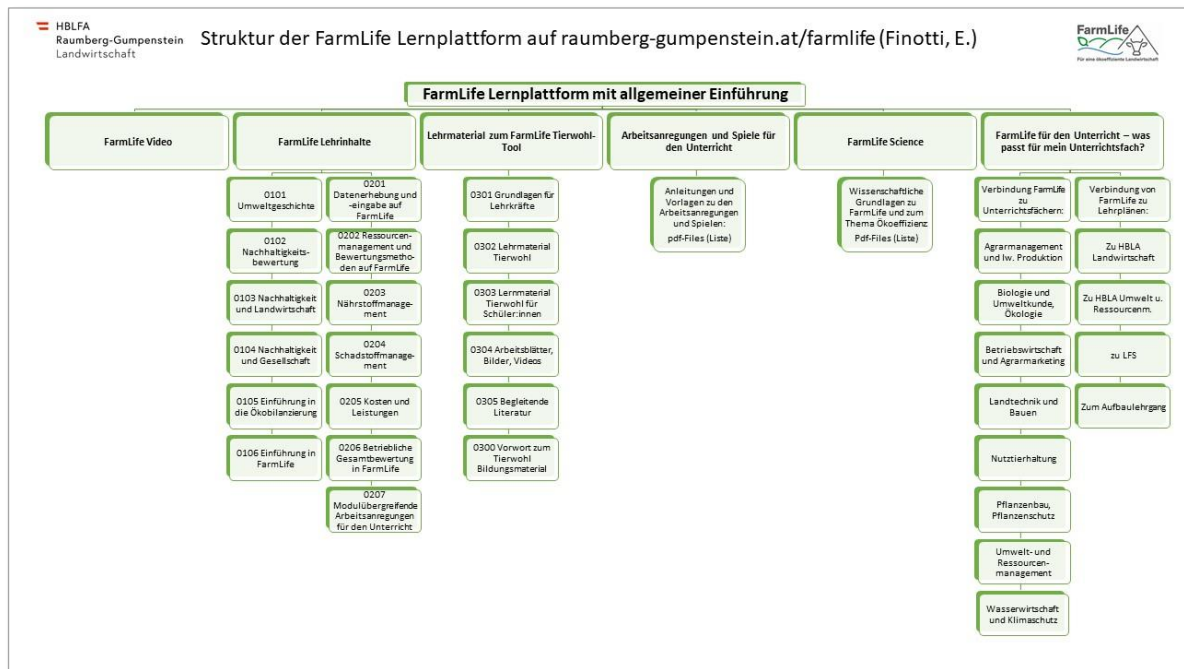 HBLFA
Raumberg-Gumpenstein
Landwirtschaft
Struktur der FarmLife Lernplattform auf raumberg-gumpenstein.at/farmlife (Finotti, E.)
FarmLife
Für eine ökoeffiziente Landwirtschaft
FarmLife Lernplattform mit allgemeiner Einführung
FarmLife Video
FarmLife Lehrinhalte
0101
Umweltgeschichte
0102
Nachhaltigkeits-
bewertung
0103 Nachhaltigkeit
und Landwirtschaft
0104 Nachhaltigkeit
und Gesellschaft
0105 Einführung in
die Ökobilanzierung
0106 Einführung in
FarmLife
0201
Datenerhebung und
-eingabe auf
FarmLife
0202 Ressourcen-
management und
Bewertungsmetho-
den auf FarmLife
0203
Nährstoffmanage-
ment
0204
Schadstoffmanage-
ment
0205 Kosten und
Leistungen
0206 Betriebliche
Gesamtbewertung
in FarmLife
0207
Modulübergreifende
Arbeitsanregungen
für den Unterricht
Lehrmaterial zum FarmLife Tierwohl-
Tool
0301 Grundlagen für
Lehrkräfte
0302 Lehrmaterial
Tierwohl
0303 Lernmaterial
Tierwohl für
Schüler:innen
0304 Arbeitsblätter,
Bilder, Videos
0305 Begleitende
Literatur
0300 Vorwort zum
Tierwohl
Bildungsmaterial
Arbeitsanregungen und Spiele für
den Unterricht
Anleitungen und
Vorlagen zu den
Arbeitsanregungen
und Spielen:
pdf-Files (Liste)
FarmLife Science
Wissenschaftliche
Grundlagen zu
FarmLife und zum
Thema Ökoeffizienz
Pdf-Files (Liste)
FarmLife für den Unterricht – was
passt für mein Unterrichtsfach?
Verbindung FarmLife
zu
Unterrichtsfächern:
Agrarmanagement
und lw. Produktion
Biologie und
Umweltkunde,
Ökologie
Betriebswirtschaft
und Agrarmarketing
Landtechnik und
Bauen
Nutztierhaltung
Pflanzenbau,
Pflanzenschutz
Umwelt- und
Ressourcen-
management
Wasserwirtschaft
und Klimaschutz
Verbindung von
FarmLife zu
Lehrplänen:
Zu HBLA
Landwirtschaft
Zu HBLA Umwelt u.
Ressourcenm.
zu LFS
Zum Aufbaulehrgang